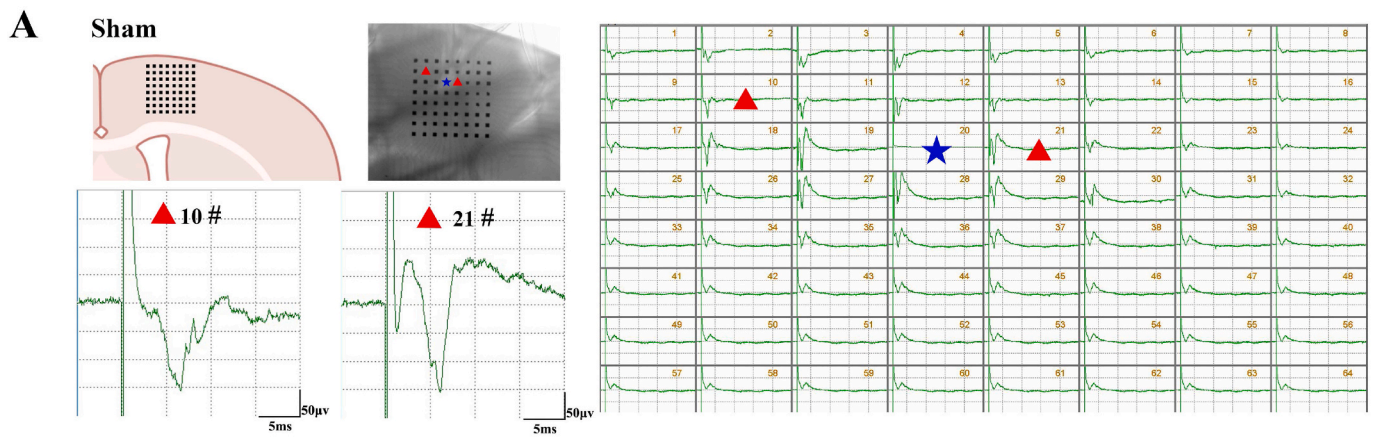 A
Sham
10 #
50μv
5ms
21 #
50μv
5ms
1 2 3 4 5 6 7 8
9 10 11 12 13 14 15 16
17 18 19 20 21 22 23 24
25 26 27 28 29 30 31 32
33 34 35 36 37 38 39 40
41 42 43 44 45 46 47 48
49 50 51 52 53 54 55 56
57 58 59 60 61 62 63 64